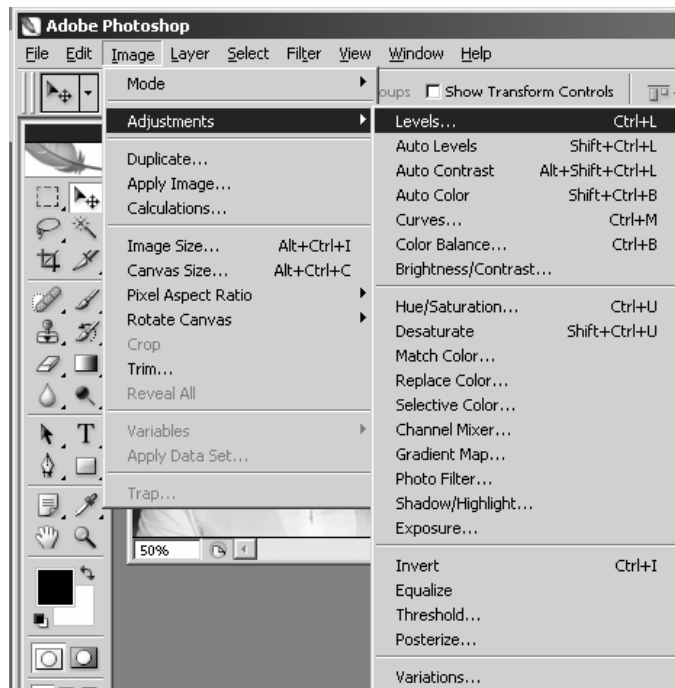 Adobe Photoshop
File Edit Image Layer Select Filter View Window Help
oups Show Transform Controls
Mode
Adjustments
Duplicate...
Apply Image...
Calculations...
Image Size... Alt+Ctrl+I
Canvas Size... Alt+Ctrl+C
Pixel Aspect Ratio
Rotate Canvas
Crop
Trim...
Reveal All
Variables
Apply Data Set...
Trap...
Levels... Ctrl+L
Auto Levels Shift+Ctrl+L
Auto Contrast Alt+Shift+Ctrl+L
Auto Color Shift+Ctrl+B
Curves... Ctrl+M
Color Balance... Ctrl+B
Brightness/Contrast...
Hue/Saturation... Ctrl+U
Desaturate Shift+Ctrl+U
Match Color...
Replace Color...
Selective Color...
Channel Mixer...
Gradient Map...
Photo Filter...
Shadow/Highlight...
Exposure...
Invert Ctrl+I
Equalize
Threshold...
Posterize...
Variations...
T
50%